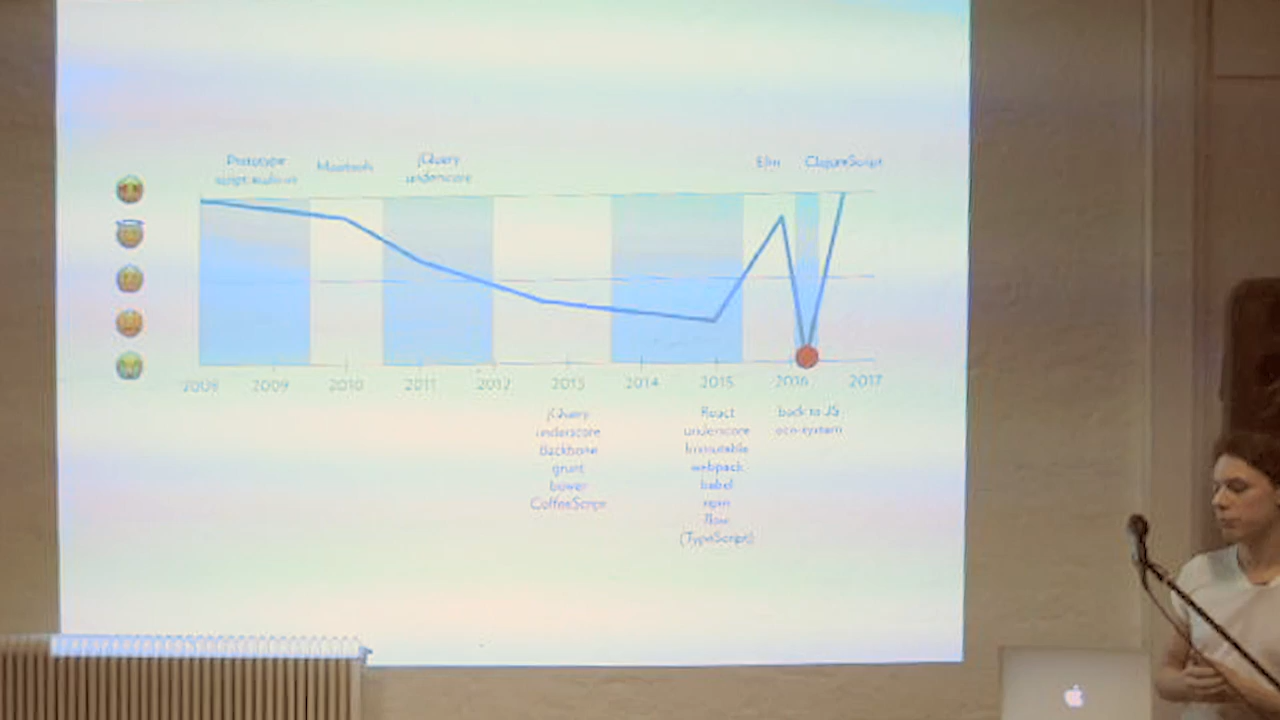 Prototype
script.aculo.us
Mootools
jQuery
underscore
Elm
ClojureScript
2008 2009 2010 2011 2012 2013 2014 2015 2016 2017
jQuery
underscore
Backbone
grunt
bower
CoffeeScript
React
underscore
Immutable
webpack
babel
npm
flow
(TypeScript)
back to JS
eco-system